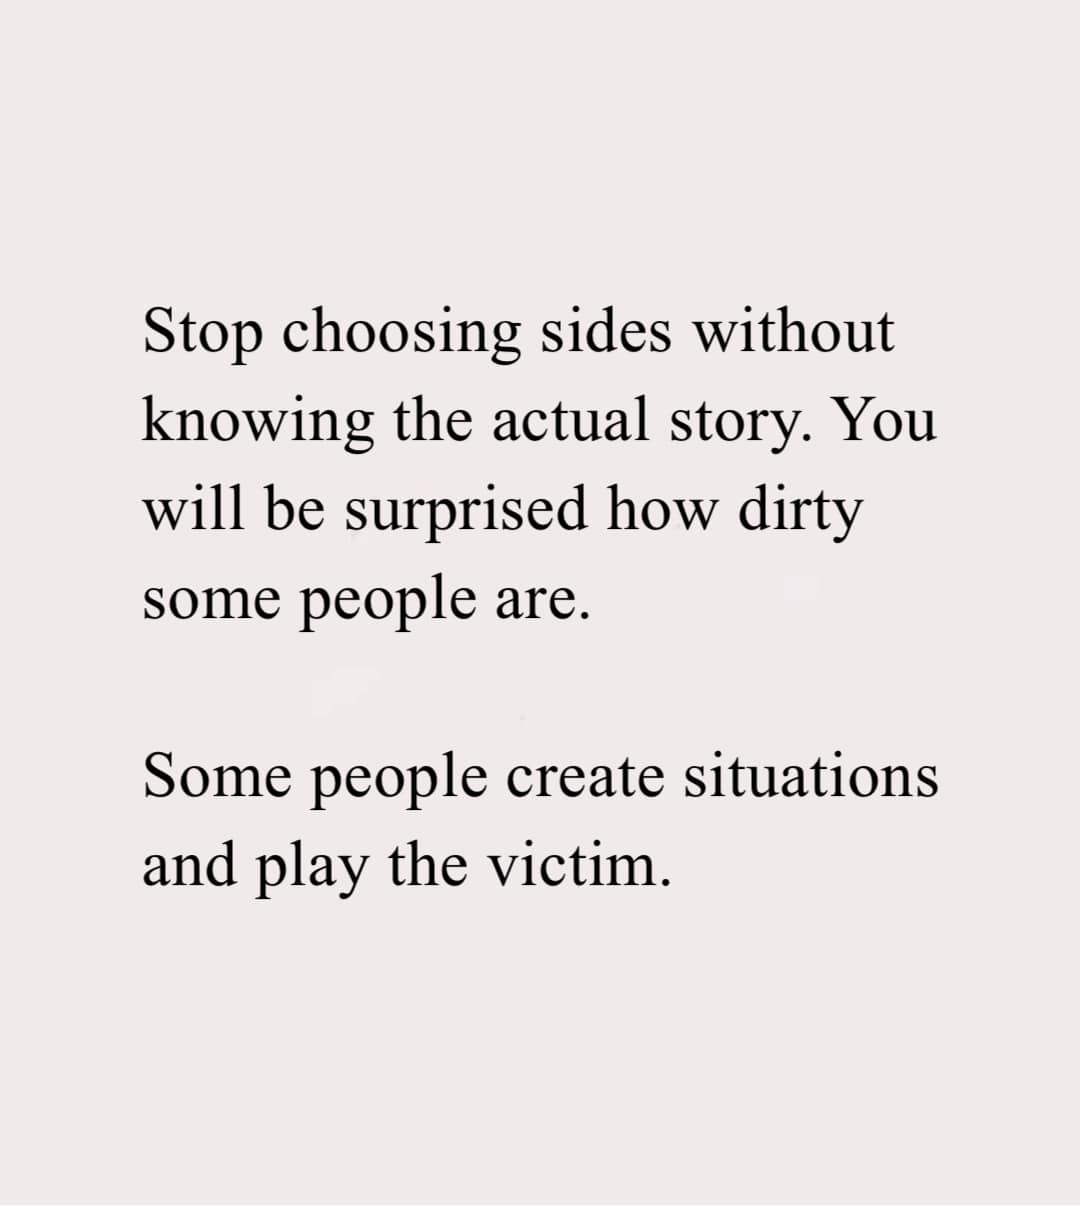 Stop choosing sides without
knowing the actual story. You
will be surprised how dirty
some people are.
Some people create situations
and play the victim.